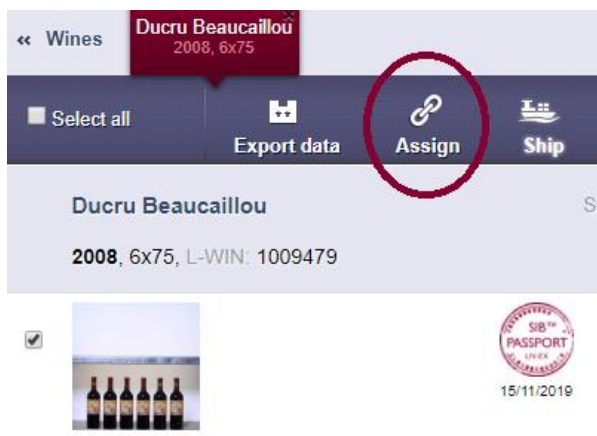 « Wines
Ducru Beaucaillou
2008, 6x75
Select all
Export data
Assign
Ship
Ducru Beaucaillou
S
2008, 6x75, L-WIN: 1009479
SIB™
PASSPORT
LIV-EX
15/11/2019